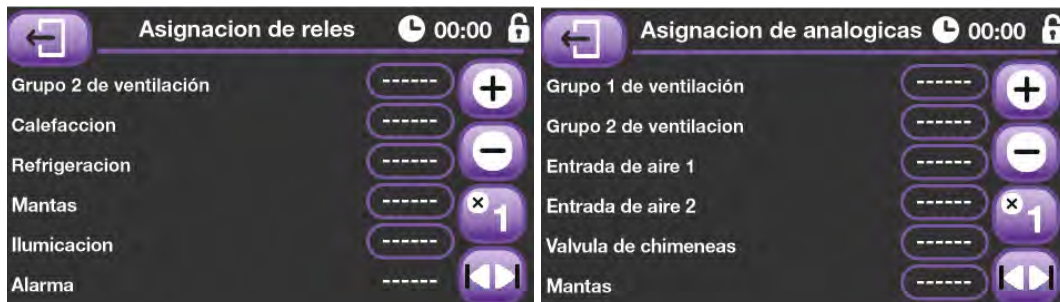 Asignacion de reles 00:00
Grupo 2 de ventilación ------
Calefaccion ------
Refrigeracion ------
Mantas ------
Ilumicacion ------
Alarma ------
+
−
×1
Asignacion de analogicas 00:00
Grupo 1 de ventilación ------
Grupo 2 de ventilacion ------
Entrada de aire 1 ------
Entrada de aire 2 ------
Valvula de chimeneas ------
Mantas ------
+
−
×1